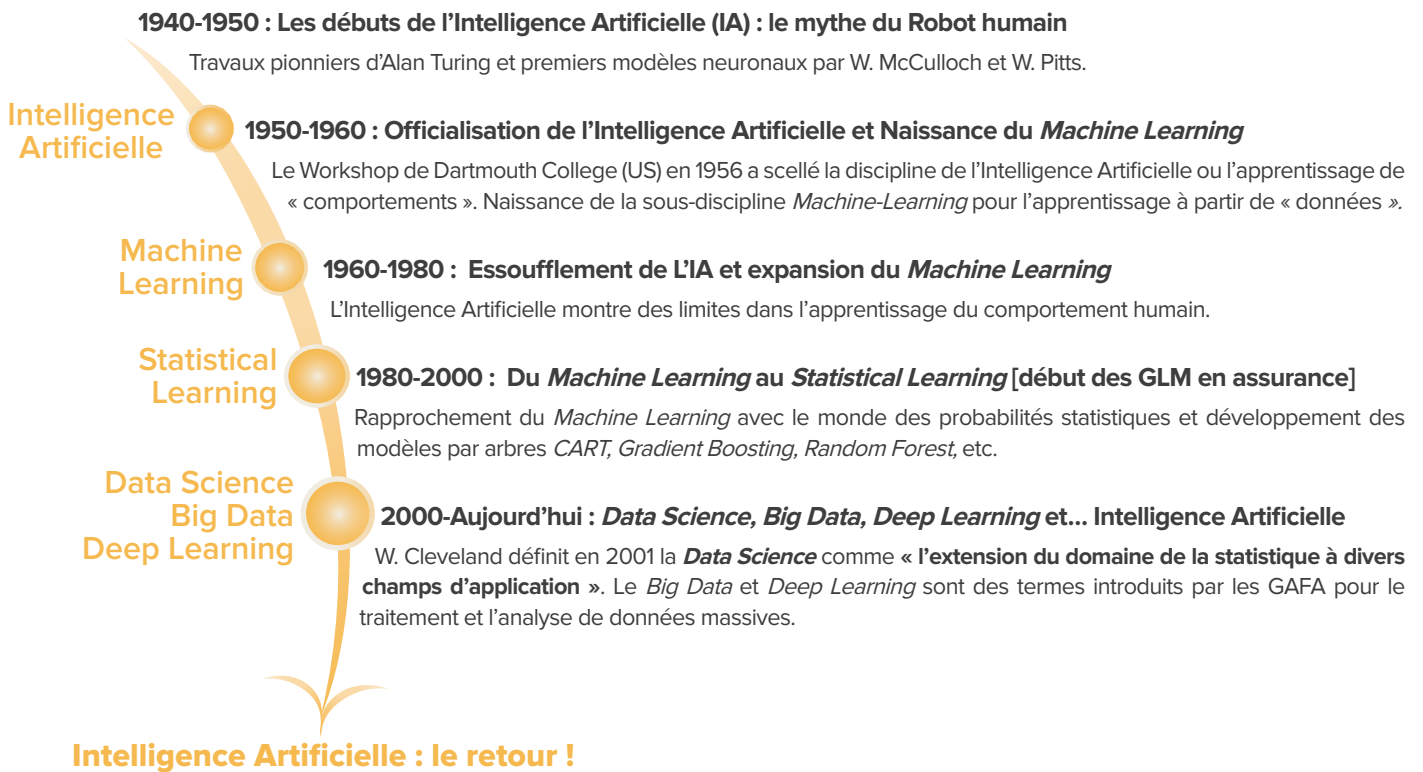 1940-1950 : Les débuts de l’Intelligence Artificielle (IA) : le mythe du Robot humain
Travaux pionniers d’Alan Turing et premiers modèles neuronaux par W. McCulloch et W. Pitts.
Intelligence
Artificielle
1950-1960 : Officialisation de l’Intelligence Artificielle et Naissance du Machine Learning
Le Workshop de Dartmouth College (US) en 1956 a scellé la discipline de l’Intelligence Artificielle ou l’apprentissage de
« comportements ». Naissance de la sous-discipline Machine-Learning pour l’apprentissage à partir de « données ».
Machine
Learning
1960-1980 : Essoufflement de L’IA et expansion du Machine Learning
L’Intelligence Artificielle montre des limites dans l’apprentissage du comportement humain.
Statistical
Learning
1980-2000 : Du Machine Learning au Statistical Learning [début des GLM en assurance]
Rapprochement du Machine Learning avec le monde des probabilités statistiques et développement des
modèles par arbres CART, Gradient Boosting, Random Forest, etc.
Data Science
Big Data
Deep Learning
2000-Aujourd’hui : Data Science, Big Data, Deep Learning et... Intelligence Artificielle
W. Cleveland définit en 2001 la Data Science comme « l’extension du domaine de la statistique à divers
champs d’application ». Le Big Data et Deep Learning sont des termes introduits par les GAFA pour le
traitement et l’analyse de données massives.
Intelligence Artificielle : le retour !